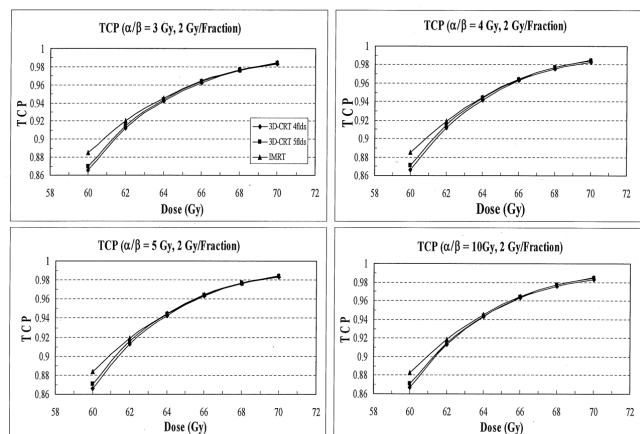 TCP (α/β = 3 Gy, 2 Gy/Fraction)
TCP
1
0.98
0.96
0.94
0.92
0.9
0.88
0.86
3D-CRT 4flds
3D-CRT 5flds
IMRT
58 60 62 64 66 68 70 72
Dose (Gy)
TCP (α/β = 4 Gy, 2 Gy/Fraction)
TCP
1
0.98
0.96
0.94
0.92
0.9
0.88
0.86
58 60 62 64 66 68 70 72
Dose (Gy)
TCP (α/β = 5 Gy, 2 Gy/Fraction)
TCP
1
0.98
0.96
0.94
0.92
0.9
0.88
0.86
58 60 62 64 66 68 70 72
Dose (Gy)
TCP (α/β = 10Gy, 2 Gy/Fraction)
TCP
1
0.98
0.96
0.94
0.92
0.9
0.88
0.86
58 60 62 64 66 68 70 72
Dose (Gy)